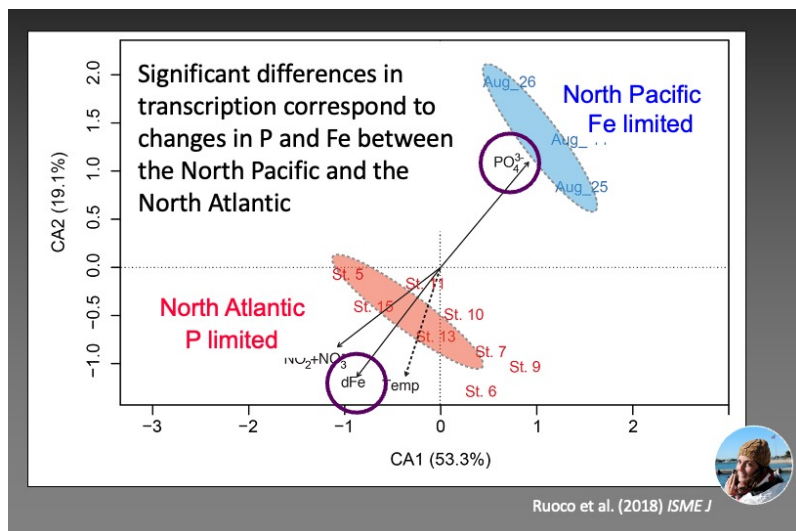 Significant differences in
transcription correspond to
changes in P and Fe between
the North Pacific and the
North Atlantic
North Pacific
Fe limited
Aug_26
Aug_
Aug_25
PO₄³⁻
North Atlantic
P limited
St. 5
St. 11
St. 15
St. 10
St. 13
St. 7
St. 9
St. 6
NO₂+NO₃
dFe
Temp
CA2 (19.1%)
2.0
1.5
1.0
0.5
0.0
−0.5
−1.0
−3
−2
−1
0
1
2
CA1 (53.3%)
Ruoco et al. (2018) ISME J